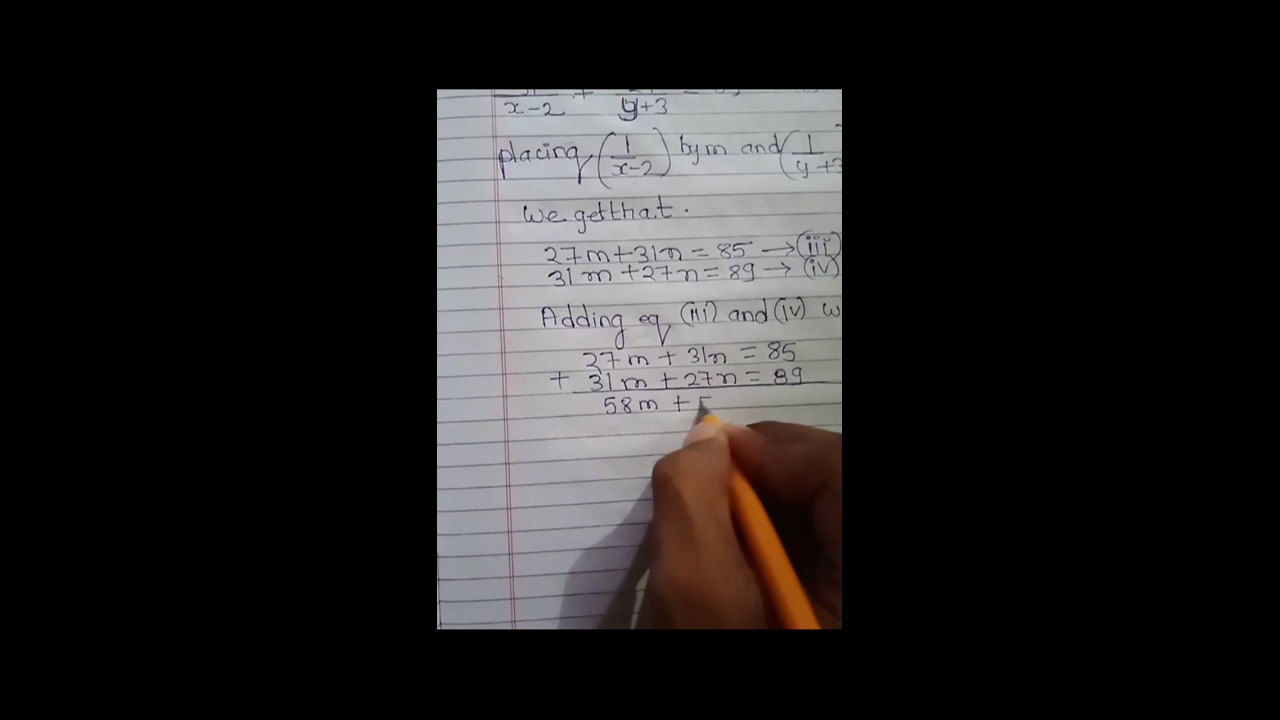 x-2 + y+3
placing (1/x-2) by m and (1/y+3
we get that.
27m+31n = 85 → (iii)
31m+27n = 89 → (iv)
Adding eq (iii) and (iv) w
27m + 31n = 85
+ 31m + 27n = 89
58m + 5